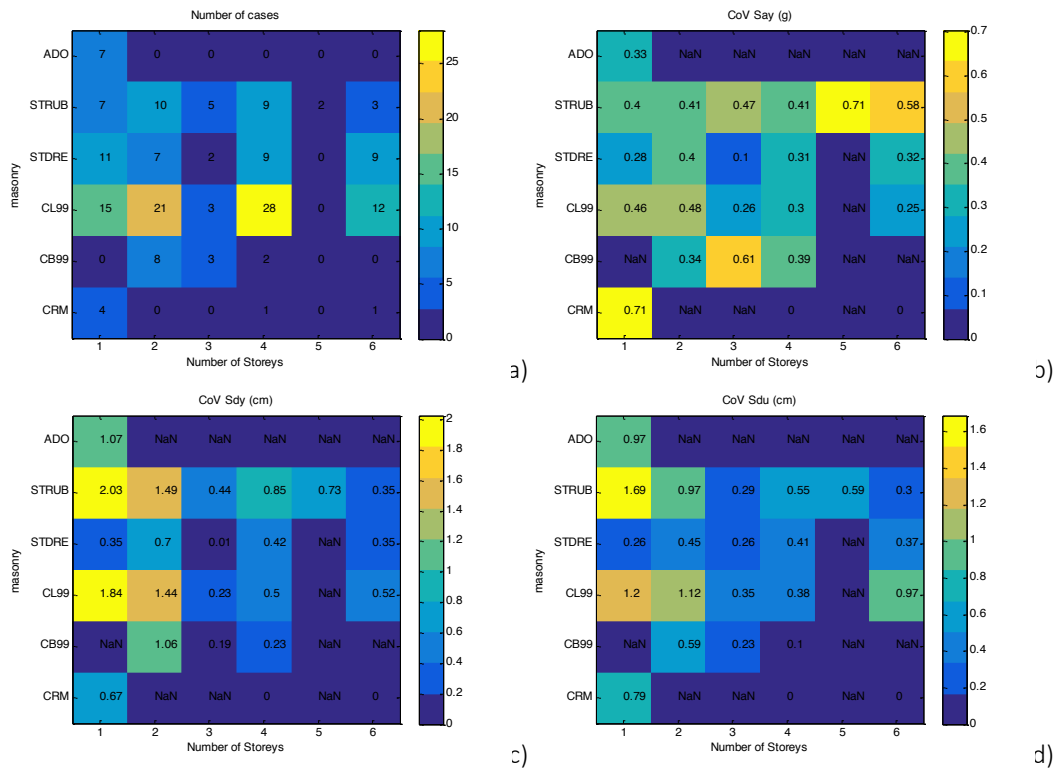 Number of cases
ADO 7 0 0 0 0 0
STRUB 7 10 5 9 2 3
STDRE 11 7 2 9 0 9
CL99 15 21 3 28 0 12
CB99 0 8 3 2 0 0
CRM 4 0 0 1 0 1
1 2 3 4 5 6
Number of Storeys
masonry
25
20
15
10
5
0
a)
CoV Say (g)
ADO 0.33 NaN NaN NaN NaN NaN
STRUB 0.4 0.41 0.47 0.41 0.71 0.58
STDRE 0.28 0.4 0.1 0.31 NaN 0.32
CL99 0.46 0.48 0.26 0.3 NaN 0.25
CB99 NaN 0.34 0.61 0.39 NaN NaN
CRM 0.71 NaN NaN 0 NaN 0
1 2 3 4 5 6
Number of Storeys
masonry
0.7
0.6
0.5
0.4
0.3
0.2
0.1
0
b)
CoV Sdy (cm)
ADO 1.07 NaN NaN NaN NaN NaN
STRUB 2.03 1.49 0.44 0.85 0.73 0.35
STDRE 0.35 0.7 0.01 0.42 NaN 0.35
CL99 1.84 1.44 0.23 0.5 NaN 0.52
CB99 NaN 1.06 0.19 0.23 NaN NaN
CRM 0.67 NaN NaN 0 NaN 0
1 2 3 4 5 6
Number of Storeys
masonry
2
1.8
1.6
1.4
1.2
1
0.8
0.6
0.4
0.2
0
c)
CoV Sdu (cm)
ADO 0.97 NaN NaN NaN NaN NaN
STRUB 1.69 0.97 0.29 0.55 0.59 0.3
STDRE 0.26 0.45 0.26 0.41 NaN 0.37
CL99 1.2 1.12 0.35 0.38 NaN 0.97
CB99 NaN 0.59 0.23 0.1 NaN NaN
CRM 0.79 NaN NaN 0 NaN 0
1 2 3 4 5 6
Number of Storeys
masonry
1.6
1.4
1.2
1
0.8
0.6
0.4
0.2
0
d)